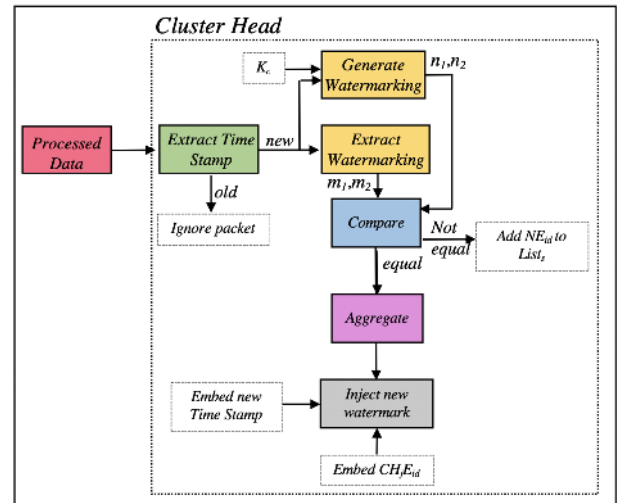 Cluster Head
K_c
Generate
Watermarking
n_1,n_2
Processed
Data
Extract Time
Stamp
new
Extract
Watermarking
old
m_1,m_2
Ignore packet
Compare
Not
equal
Add NE_id to
List_s
equal
Aggregate
Embed new
Time Stamp
Inject new
watermark
Embed CH_jE_id